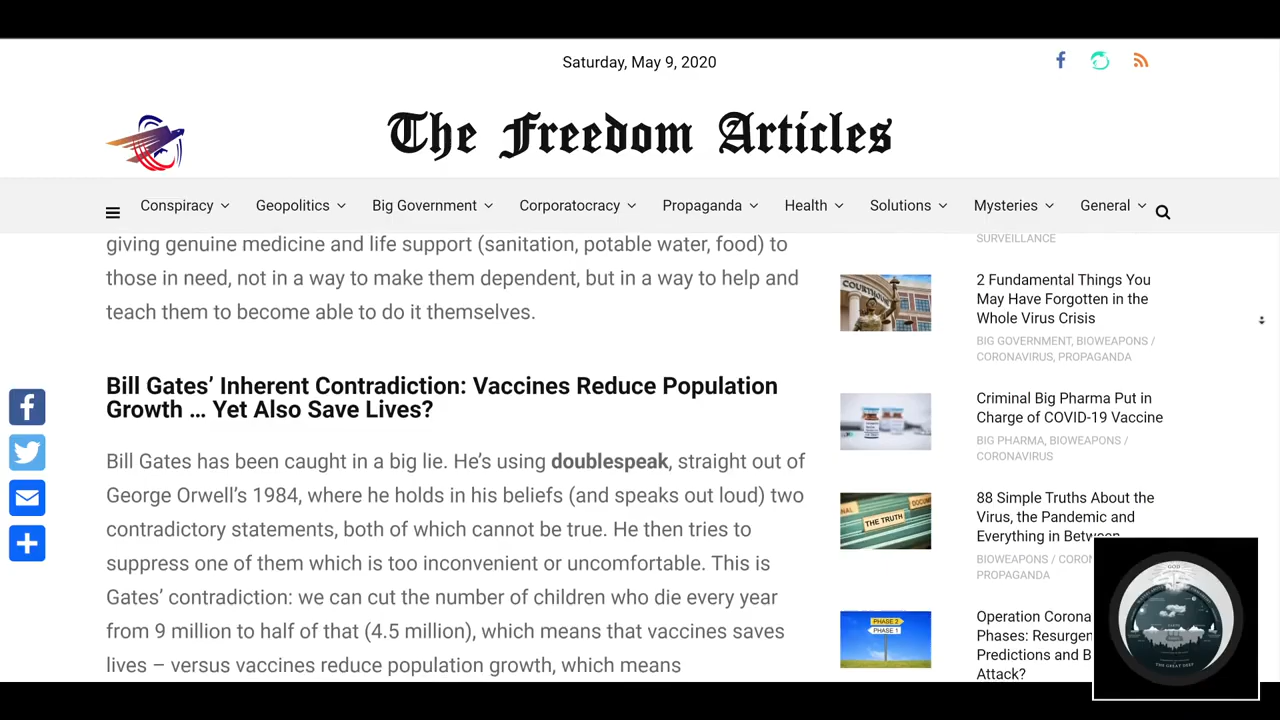 Saturday, May 9, 2020
The Freedom Articles
Conspiracy
Geopolitics
Big Government
Corporatocracy
Propaganda
Health
Solutions
Mysteries
General
giving genuine medicine and life support (sanitation, potable water, food) to
those in need, not in a way to make them dependent, but in a way to help and
teach them to become able to do it themselves.
Bill Gates’ Inherent Contradiction: Vaccines Reduce Population
Growth … Yet Also Save Lives?
Bill Gates has been caught in a big lie. He’s using doublespeak, straight out of
George Orwell’s 1984, where he holds in his beliefs (and speaks out loud) two
contradictory statements, both of which cannot be true. He then tries to
suppress one of them which is too inconvenient or uncomfortable. This is
Gates’ contradiction: we can cut the number of children who die every year
from 9 million to half of that (4.5 million), which means that vaccines saves
lives – versus vaccines reduce population growth, which means
SURVEILLANCE
COURTHOUS
2 Fundamental Things You
May Have Forgotten in the
Whole Virus Crisis
BIG GOVERNMENT, BIOWEAPONS /
CORONAVIRUS, PROPAGANDA
Criminal Big Pharma Put in
Charge of COVID-19 Vaccine
BIG PHARMA, BIOWEAPONS /
CORONAVIRUS
THE TRUTH
88 Simple Truths About the
Virus, the Pandemic and
Everything in Between
BIOWEAPONS / CORON
PROPAGANDA
PHASE 2
PHASE 1
Operation Corona
Phases: Resurgen
Predictions and B
Attack?
GOD
THE GREAT DEEP